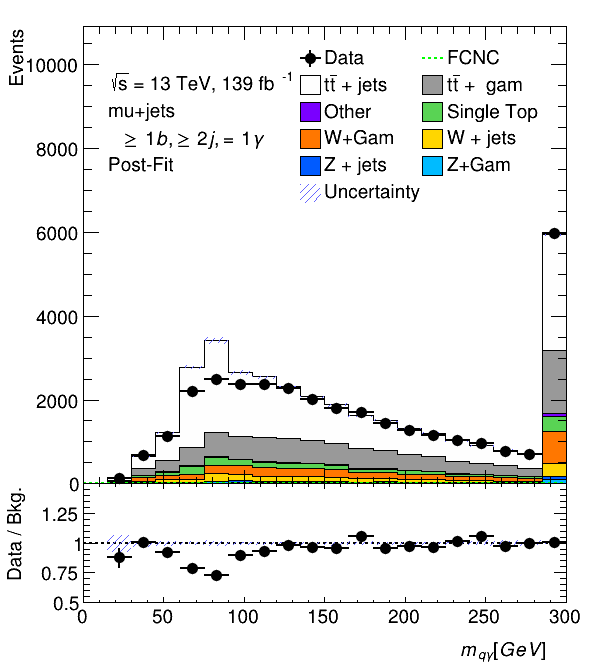 Events
10000
8000
6000
4000
2000
0
√s = 13 TeV, 139 fb⁻¹
mu+jets
≥ 1b, ≥ 2j, = 1γ
Post-Fit
Data
FCNC
tt̄ + jets
tt̄ + gam
Other
Single Top
W+Gam
W + jets
Z + jets
Z+Gam
Uncertainty
Data / Bkg.
1.25
1
0.75
0.5
0 50 100 150 200 250 300
m_qγ[GeV]